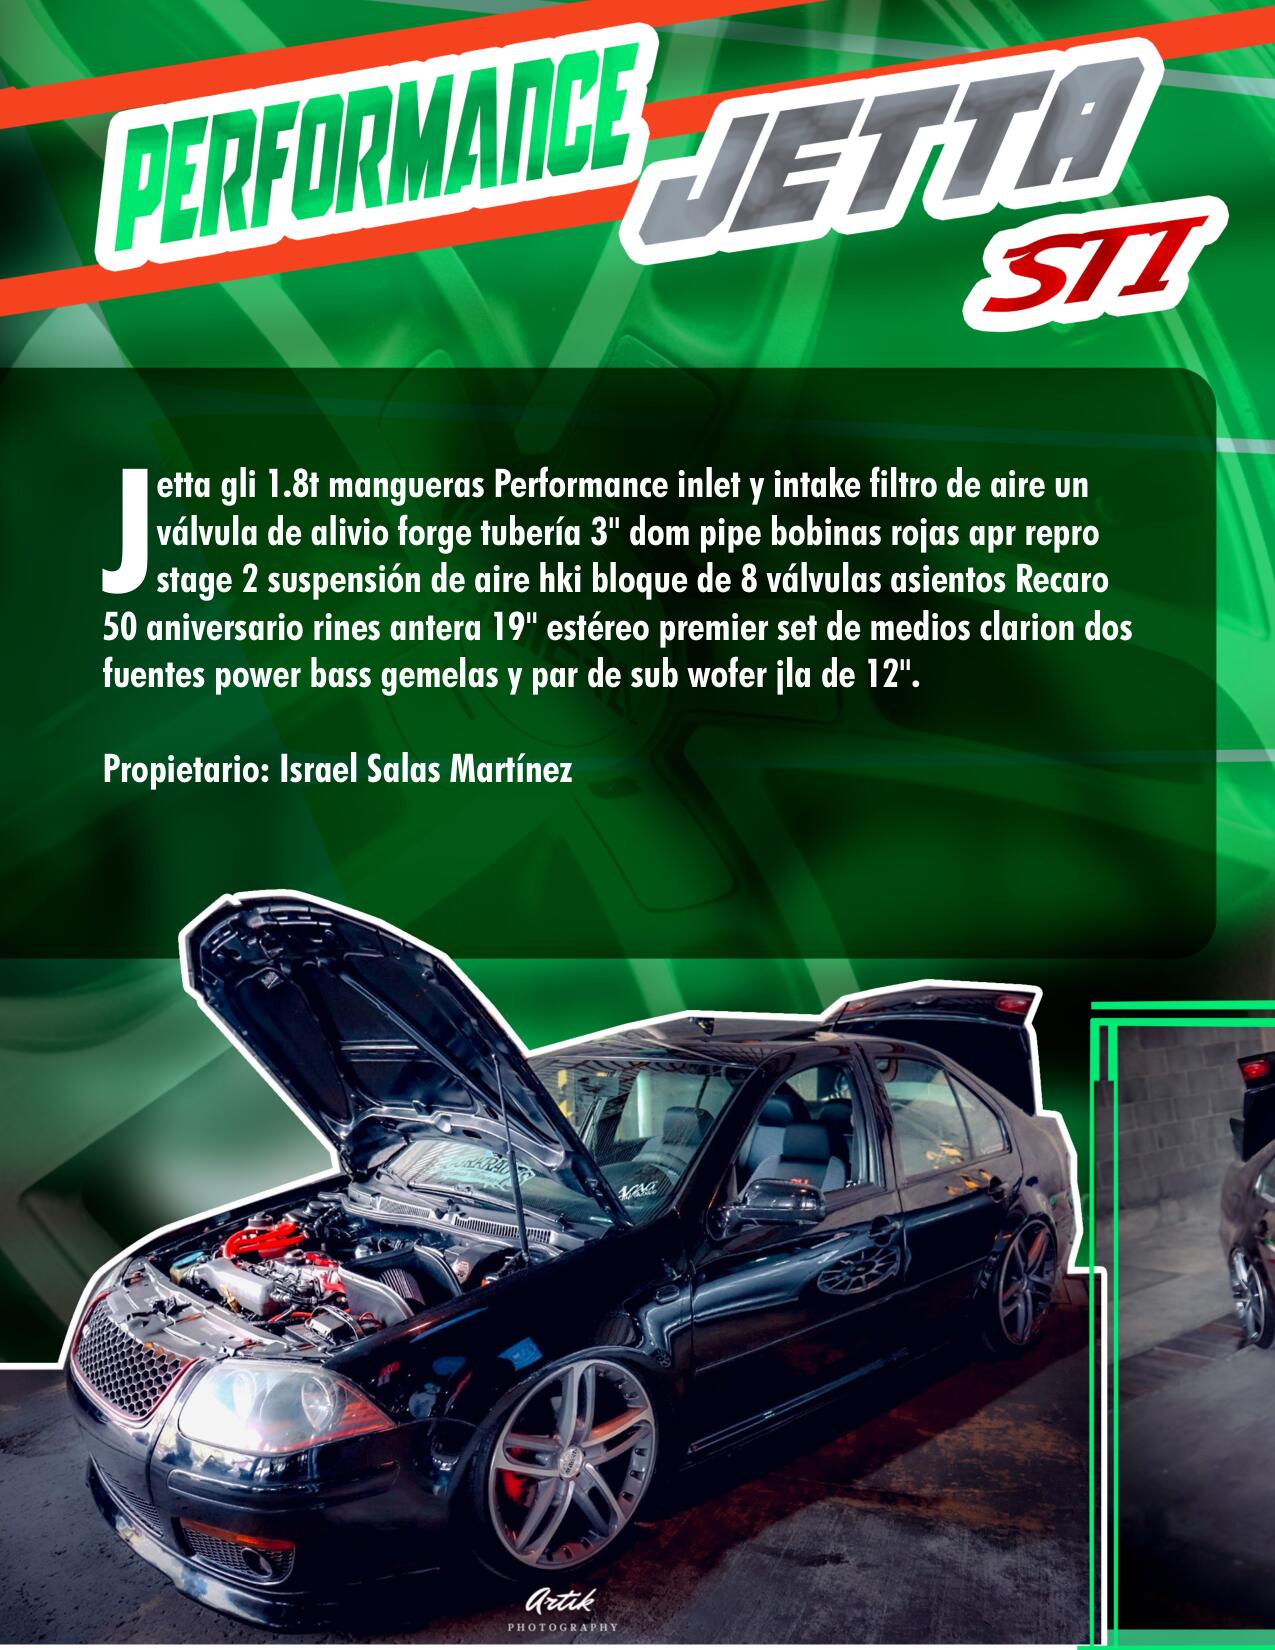 PERFORMANCE
JETTA
STI
Jetta gli 1.8t mangueras Performance inlet y intake filtro de aire un
válvula de alivio forge tubería 3" dom pipe bobinas rojas apr repro
stage 2 suspensión de aire hki bloque de 8 válvulas asientos Recaro
50 aniversario rines antera 19" estéreo premier set de medios clarion dos
fuentes power bass gemelas y par de sub wofer jla de 12".
Propietario: Israel Salas Martínez
Artik
PHOTOGRAPHY